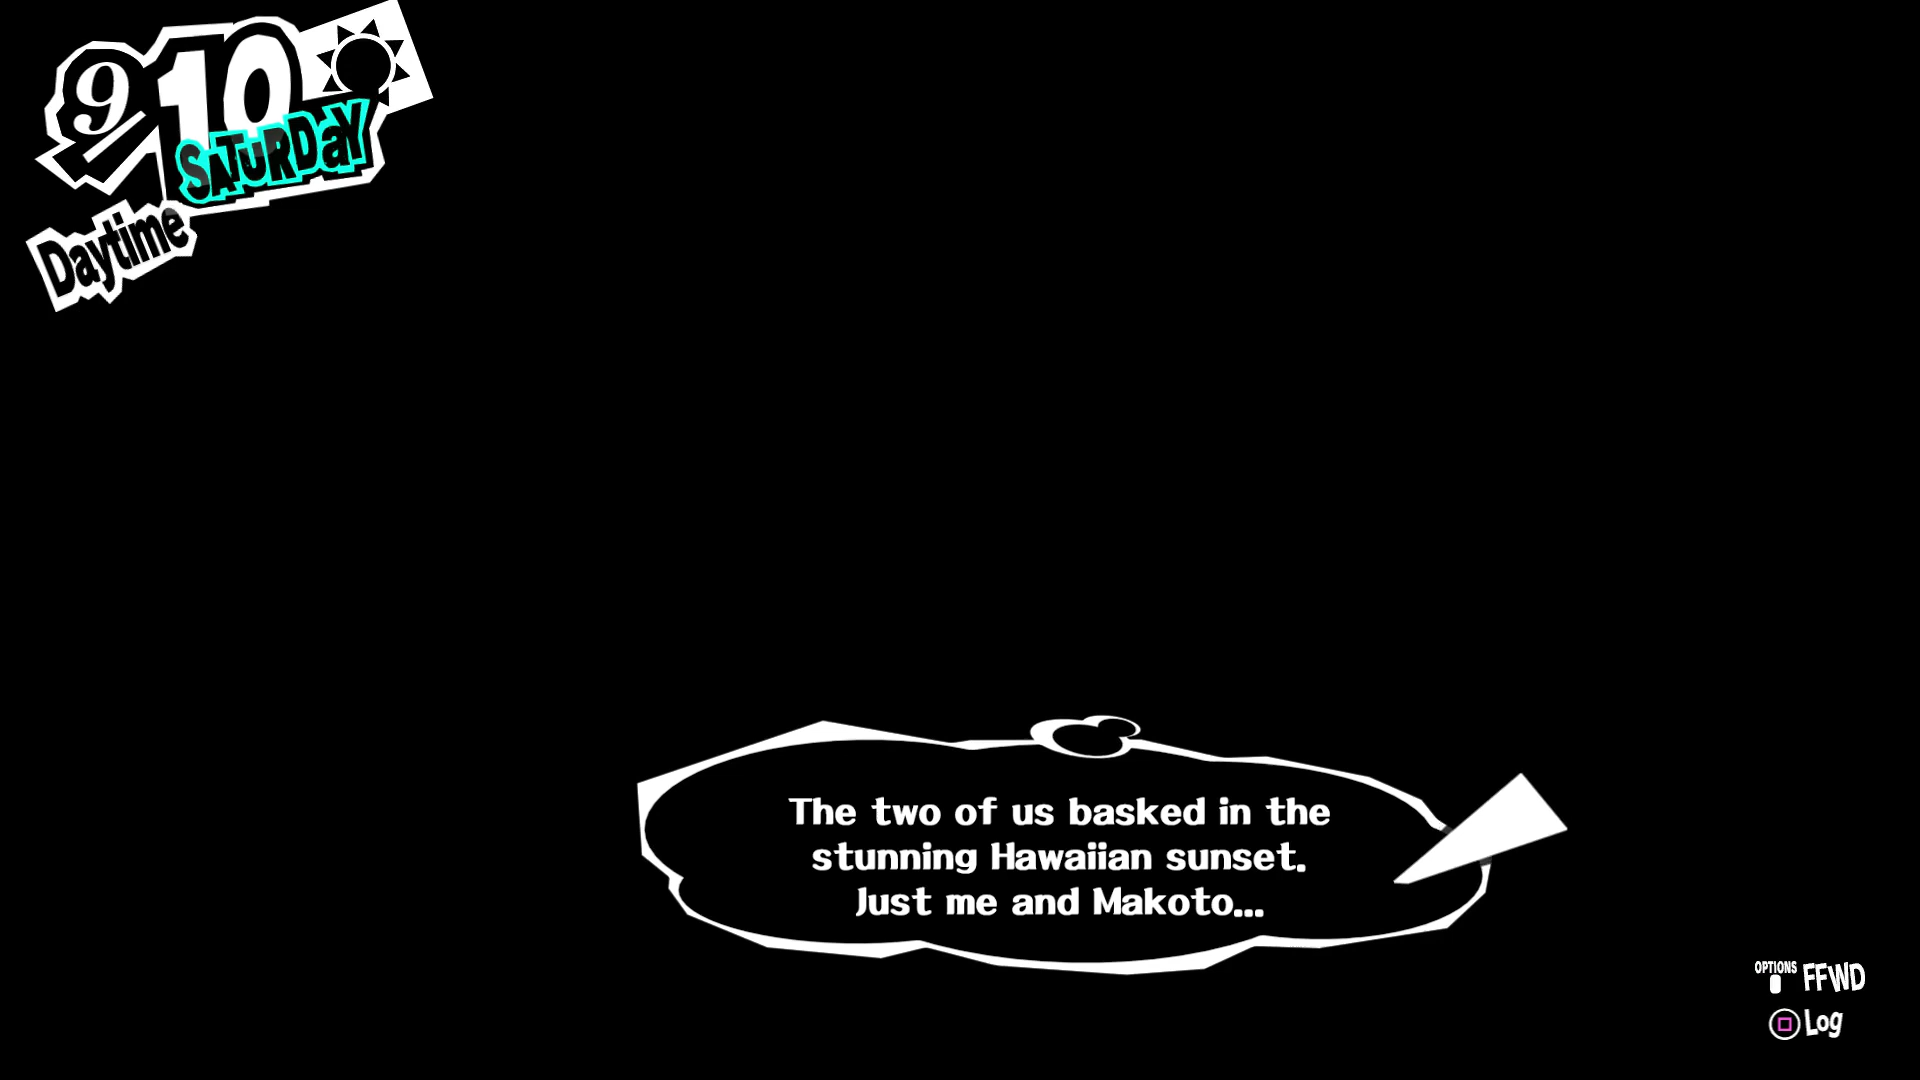 9/10
SATURDaY
Daytime
The two of us basked in the
stunning Hawaiian sunset.
Just me and Makoto...
OPTIONS FFWD
Log